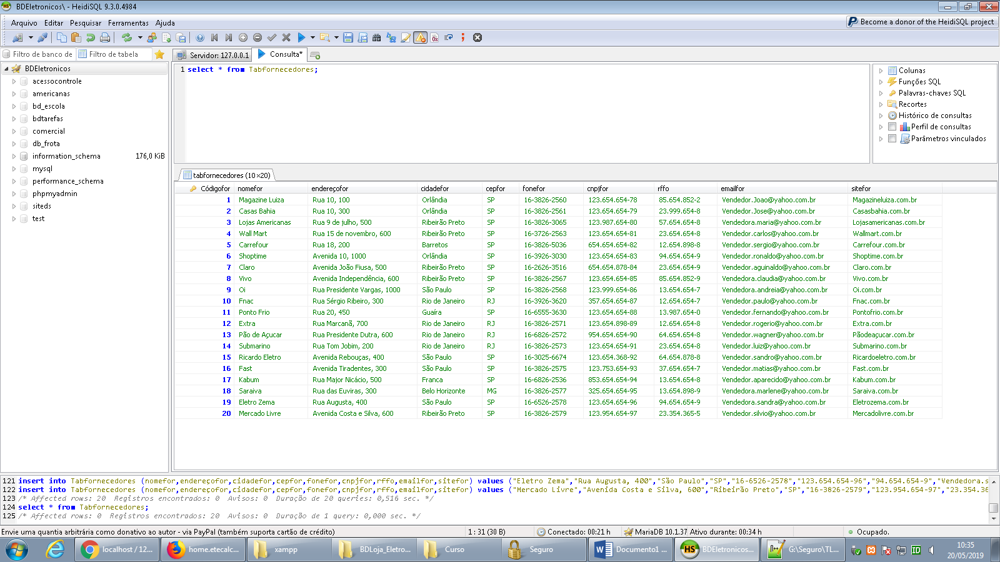 BDEletronicos\ - HeidiSQL 9.3.0.4984
Arquivo Editar Pesquisar Ferramentas Ajuda
Become a donor of the HeidiSQL project
Filtro de banco de
Filtro de tabela
Servidor: 127.0.0.1
Consulta*
BDEletronicos
acessocontrole
americanas
bd_escola
bdtarefas
comercial
db_frota
information_schema 176,0 KiB
mysql
performance_schema
phpmyadmin
siteds
test
1 select * from Tabfornecedores;
Colunas
Funções SQL
Palavras-chaves SQL
Recortes
Histórico de consultas
Perfil de consultas
Parâmetros vinculados
tabfornecedores (10×20)
Códigofor nomefor endereçofor cidadefor cepfor fonefor cnpjfor rffo emailfor sitefor
1 Magazine Luiza Rua 10, 100 Orlândia SP 16-3826-2560 123.654.654-78 85.654.852-2 Vendedor.Joao@yahoo.com.br Magazineluiza.com.br
2 Casas Bahia Rua 10, 300 Orlândia SP 16-3826-2561 123.654.654-79 23.999.654-8 Vendedor.Jose@yahoo.com.br Casasbahia.com.br
3 Lojas Americanas Rua 9 de julho, 500 Ribeirão Preto SP 16-3826-3065 123.987.654-80 57.654.654-8 Vendedora.maria@yahoo.com.br Lojasamericanas.com.br
4 Wall Mart Rua 15 de novembro, 600 Ribeirão Preto SP 16-3726-2563 123.654.654-81 23.654.654-8 Vendedor.carlos@yahoo.com.br Wallmart.com.br
5 Carrefour Rua 18, 200 Barretos SP 16-3826-5036 654.654.654-82 12.654.898-8 Vendedor.sergio@yahoo.com.br Carrefour.com.br
6 Shoptime Avenida 10, 1000 Orlândia SP 16-3926-3030 123.654.654-83 94.654.654-9 Vendedor.ronaldo@yahoo.com.br Shoptime.com.br
7 Claro Avenida João Fiusa, 500 Ribeirão Preto SP 16-2626-3516 654.654.878-84 23.654.654-9 Vendedor.aguinaldo@yahoo.com.br Claro.com.br
8 Vivo Avenida Independência, 600 Ribeirão Preto SP 16-3826-2567 123.654.654-85 85.654.852-9 Vendedora.claudia@yahoo.com.br Vivo.com.br
9 Oi Rua Presidente Vargas, 1000 São Paulo SP 16-3826-2568 123.999.654-86 13.654.654-7 Vendedora.andreia@yahoo.com.br Oi.com.br
10 Fnac Rua Sérgio Ribeiro, 300 Rio de Janeiro RJ 16-3926-3620 357.654.654-87 12.654.654-7 Vendedor.paulo@yahoo.com.br Fnac.com.br
11 Ponto Frio Rua 20, 450 Guaíra SP 16-6555-3630 123.654.654-88 13.987.654-0 Vendedor.fernando@yahoo.com.br Pontofrio.com.br
12 Extra Rua Marcanã, 700 Rio de Janeiro RJ 16-3826-2571 123.654.898-89 12.654.654-8 Vendedor.rogerio@yahoo.com.br Extra.com.br
13 Pão de Açucar Rua Presidente Dutra, 600 Rio de Janeiro RJ 16-6826-2572 954.654.654-90 64.654.654-8 Vendedor.wagner@yahoo.com.br Pãodeaçucar.com.br
14 Submarino Rua Tom Jobim, 200 Rio de Janeiro RJ 16-3826-2573 123.654.654-91 23.654.654-8 Vendedor.luiz@yahoo.com.br Submarino.com.br
15 Ricardo Eletro Avenida Rebouças, 400 São Paulo SP 16-3025-6674 123.654.368-92 64.654.878-8 Vendedor.sandro@yahoo.com.br Ricardoeletro.com.br
16 Fast Avenida Tiradentes, 300 São Paulo SP 16-3826-2575 123.753.654-93 37.654.654-7 Vendedor.matias@yahoo.com.br Fast.com.br
17 Kabum Rua Major Nicácio, 500 Franca SP 16-6826-2536 853.654.654-94 13.654.654-8 Vendedor.aparecido@yahoo.com.br Kabum.com.br
18 Saraiva Rua das Euviras, 300 Belo Horizonte MG 16-3826-2577 325.654.654-95 13.654.898-9 Vendedora.marlene@yahoo.com.br Saraiva.com.br
19 Eletro Zema Rua Augusta, 400 São Paulo SP 16-6526-2578 123.654.654-96 94.654.654-9 Vendedora.sandra@yahoo.com.br Eletrozema.com.br
20 Mercado Livre Avenida Costa e Silva, 600 Ribeirão Preto SP 16-3826-2579 123.954.654-97 23.354.365-5 Vendedor.silvio@yahoo.com.br Mercadolivre.com.br
121 insert into Tabfornecedores (nomefor,endereçofor,cidadefor,cepfor,fonefor,cnpjfor,rffo,emailfor,sitefor) values ("Eletro Zema","Rua Augusta, 400","São Paulo","SP","16-6526-2578","123.654.654-96","94.654.654-9","Vendedora.s
122 insert into Tabfornecedores (nomefor,endereçofor,cidadefor,cepfor,fonefor,cnpjfor,rffo,emailfor,sitefor) values ("Mercado Livre","Avenida Costa e Silva, 600","Ribeirão Preto","SP","16-3826-2579","123.954.654-97","23.354.36
123 /* Affected rows: 20 Registros encontrados: 0 Avisos: 0 Duração de 20 queries: 0,516 sec. */
124 select * from Tabfornecedores;
125 /* Affected rows: 0 Registros encontrados: 20 Avisos: 0 Duração de 1 query: 0,000 sec. */
Envie uma quantia arbitrária como donativo ao autor - via PayPal (também suporta cartão de crédito)
1 : 31 (30 B)
Conectado: 00:21 h
MariaDB 10.1.37 Ativo durante: 00:34 h
Ocupado.
localhost / 12...
home.etecalc...
xampp
BDLoja_Eletro...
Curso
Seguro
Documento1 ...
HS BDEletronicos...
G:\Seguro\TL...
10:35
20/05/2019